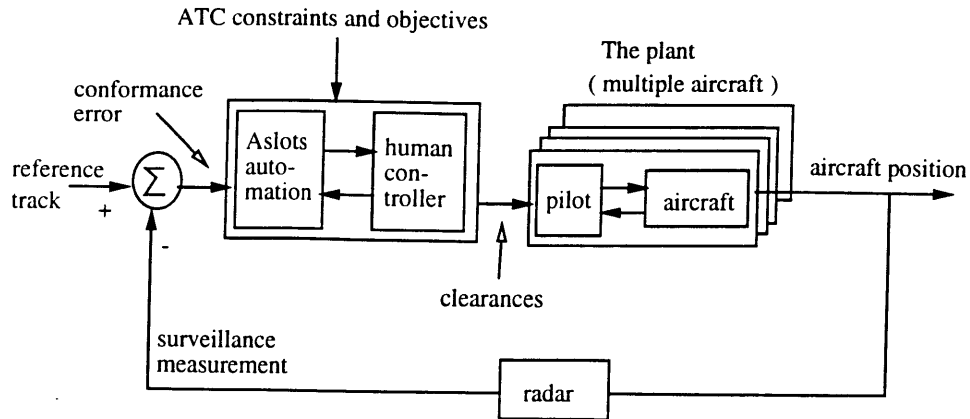 ATC constraints and objectives
The plant
( multiple aircraft )
conformance
error
Aslots
auto-
mation
human
con-
troller
reference
track
+
Σ
-
pilot
aircraft
aircraft position
clearances
surveillance
measurement
radar